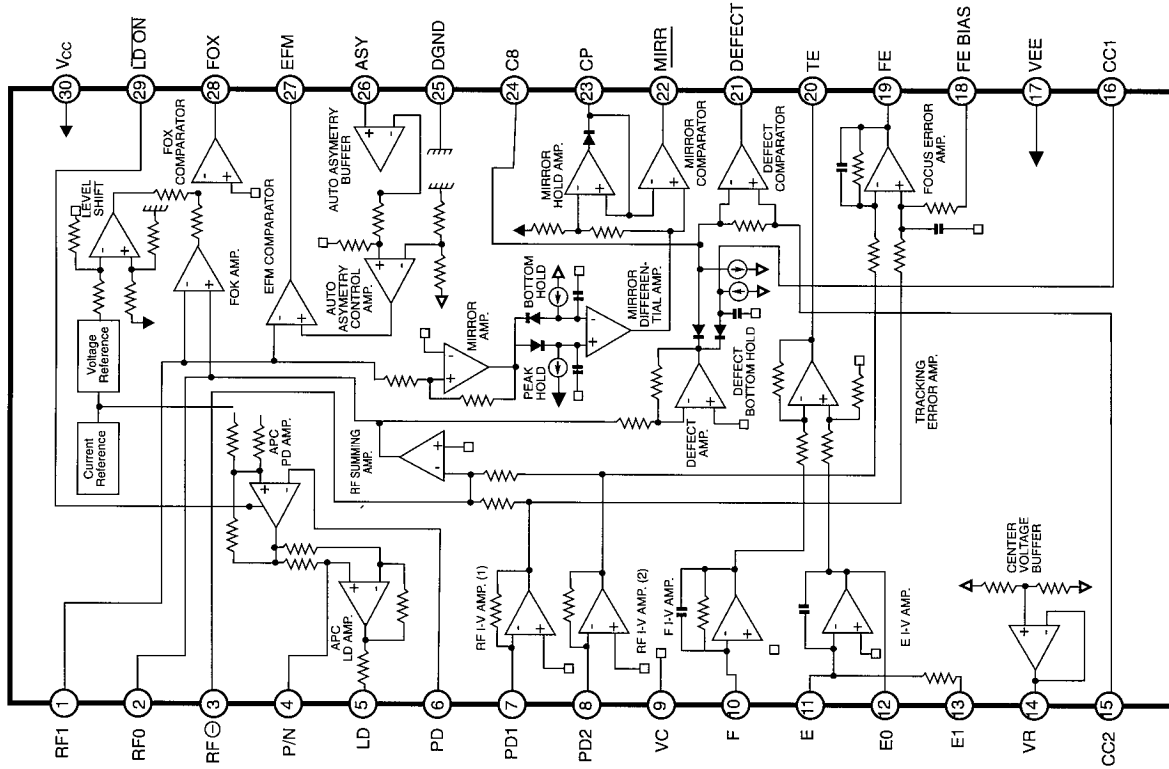 30 VCC
29 LD ON
28 FOX
27 EFM
26 ASY
25 DGND
24 C8
23 CP
22 MIRR
21 DEFECT
20 TE
19 FE
18 FE BIAS
17 VEE
16 CC1
FOX
COMPARATOR
LEVEL
SHIFT
FOK AMP.
EFM COMPARATOR
AUTO ASYMETRY
BUFFER
AUTO
ASYMETRY
CONTROL
AMP.
MIRROR
HOLD AMP.
MIRROR
COMPARATOR
DEFECT
COMPARATOR
FOCUS ERROR
AMP.
Voltage
Reference
Current
Reference
MIRROR
AMP.
BOTTOM
HOLD
PEAK
HOLD
MIRROR
DIFFEREN-
TIAL AMP.
DEFECT
AMP.
DEFECT
BOTTOM HOLD
TRACKING
ERROR AMP.
APC
PD AMP.
RF SUMMING
AMP.
APC
LD AMP.
RF I-V AMP. (1)
RF I-V AMP. (2)
F I-V AMP.
E I-V AMP.
CENTER
VOLTAGE
BUFFER
1 RF1
2 RF0
3 RF⊖
4 P/N
5 LD
6 PD
7 PD1
8 PD2
9 VC
10 F
11 E
12 E0
13 E1
14 VR
15 CC2